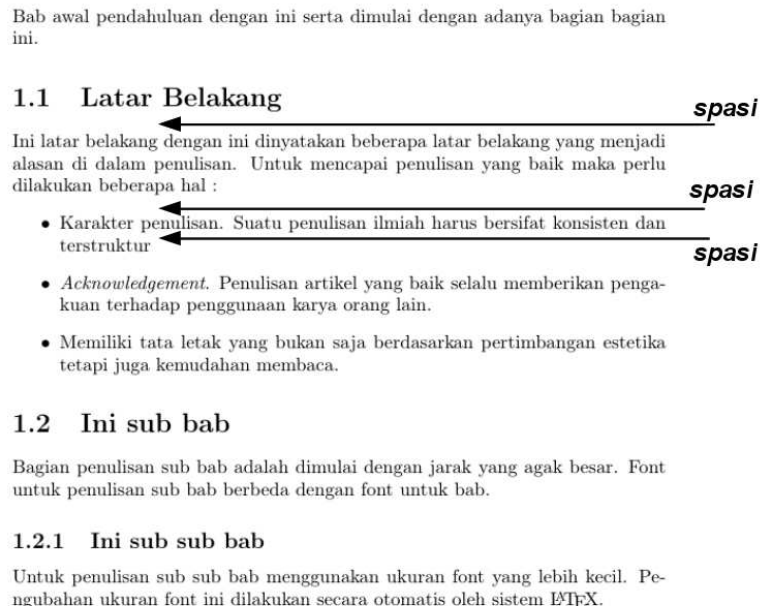 Bab awal pendahuluan dengan ini serta dimulai dengan adanya bagian bagian
ini.
1.1 Latar Belakang
spasi
Ini latar belakang dengan ini dinyatakan beberapa latar belakang yang menjadi
alasan di dalam penulisan. Untuk mencapai penulisan yang baik maka perlu
dilakukan beberapa hal :
spasi
• Karakter penulisan. Suatu penulisan ilmiah harus bersifat konsisten dan
terstruktur
spasi
• Acknowledgement. Penulisan artikel yang baik selalu memberikan penga-
kuan terhadap penggunaan karya orang lain.
• Memiliki tata letak yang bukan saja berdasarkan pertimbangan estetika
tetapi juga kemudahan membaca.
1.2 Ini sub bab
Bagian penulisan sub bab adalah dimulai dengan jarak yang agak besar. Font
untuk penulisan sub bab berbeda dengan font untuk bab.
1.2.1 Ini sub sub bab
Untuk penulisan sub sub bab menggunakan ukuran font yang lebih kecil. Pe-
ngubahan ukuran font ini dilakukan secara otomatis oleh sistem LATEX.